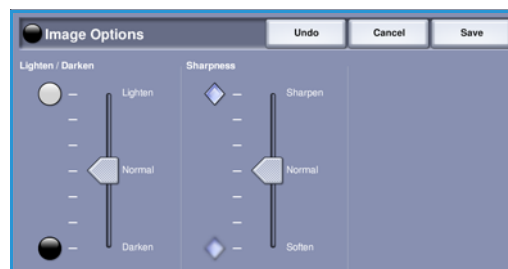 Image Options
Undo
Cancel
Save
Lighten / Darken
Sharpness
Lighten
Sharpen
Normal
Normal
Darken
Soften